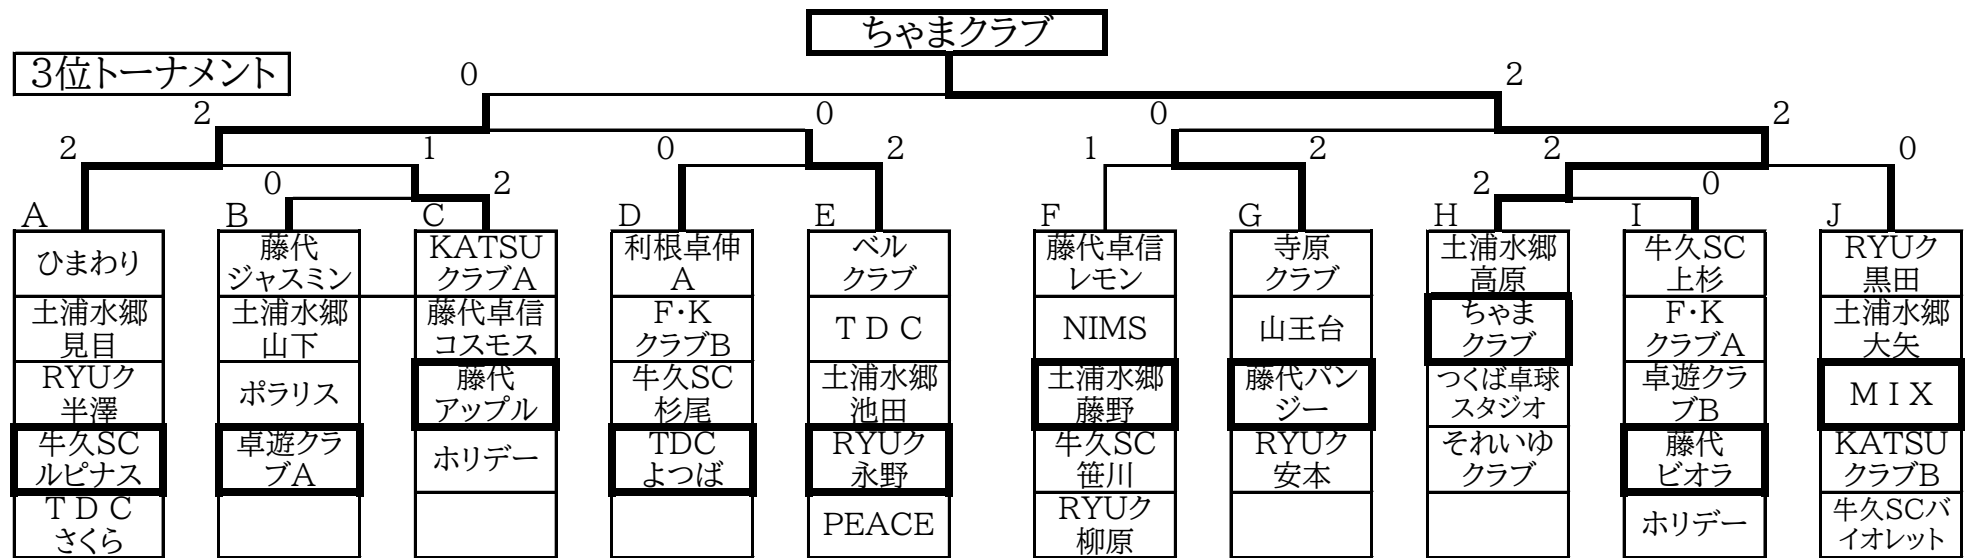 ちゃまクラブ
3位トーナメント
0 2
2 0 0 2
2 1 0 2 1 2 2 0
0 2 2 0
A B C D E F G H I J
ひまわり
土浦水郷
見目
RYUク
半澤
牛久SC
ルピナス
T D C
さくら
藤代
ジャスミン
土浦水郷
山下
ポラリス
卓遊クラ
ブA
KATSU
クラブA
藤代卓信
コスモス
藤代
アップル
ホリデー
利根卓伸
A
F・K
クラブB
牛久SC
杉尾
TDC
よつば
ベル
クラブ
T D C
土浦水郷
池田
RYUク
永野
PEACE
藤代卓信
レモン
NIMS
土浦水郷
藤野
牛久SC
笹川
RYUク
柳原
寺原
クラブ
山王台
藤代パン
ジー
RYUク
安本
土浦水郷
高原
ちゃま
クラブ
つくば卓球
スタジオ
それいゆ
クラブ
牛久SC
上杉
F・K
クラブA
卓遊クラ
ブB
藤代
ビオラ
ホリデー
RYUク
黒田
土浦水郷
大矢
M I X
KATSU
クラブB
牛久SCバ
イオレット